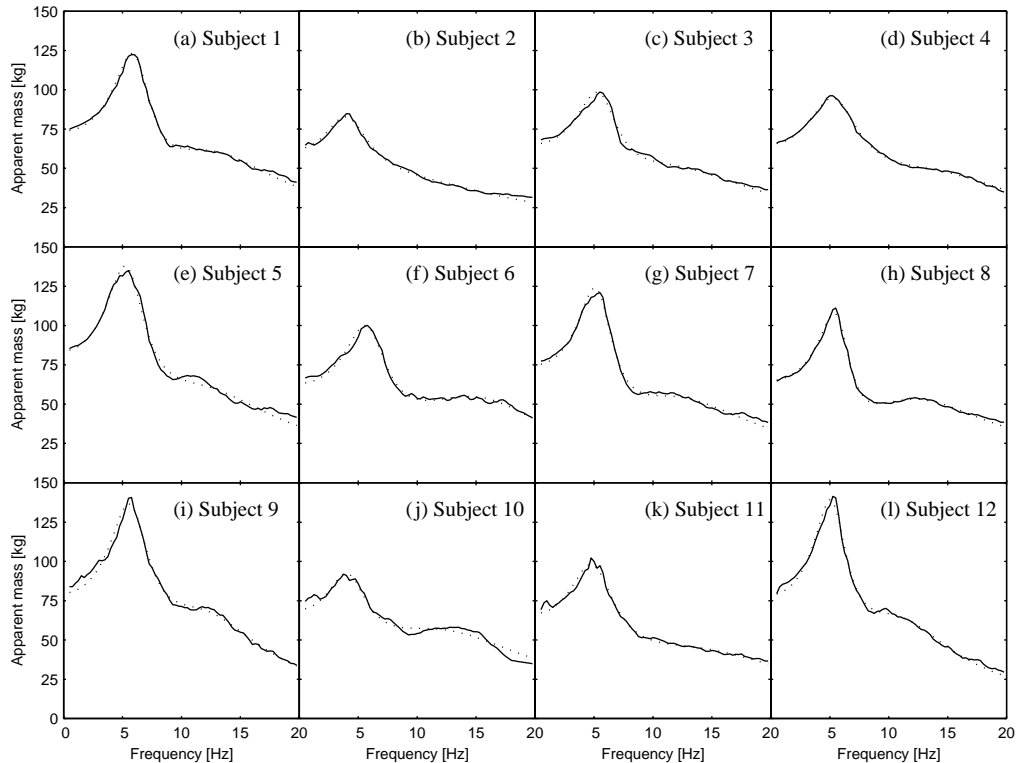 150
125
100
75
50
25
Apparent mass [kg]
(a) Subject 1
(b) Subject 2
(c) Subject 3
(d) Subject 4
150
125
100
75
50
25
Apparent mass [kg]
(e) Subject 5
(f) Subject 6
(g) Subject 7
(h) Subject 8
150
125
100
75
50
25
0
Apparent mass [kg]
(i) Subject 9
(j) Subject 10
(k) Subject 11
(l) Subject 12
0 5 10 15 20 5 10 15 20 5 10 15 20 5 10 15 20
Frequency [Hz] Frequency [Hz] Frequency [Hz] Frequency [Hz]